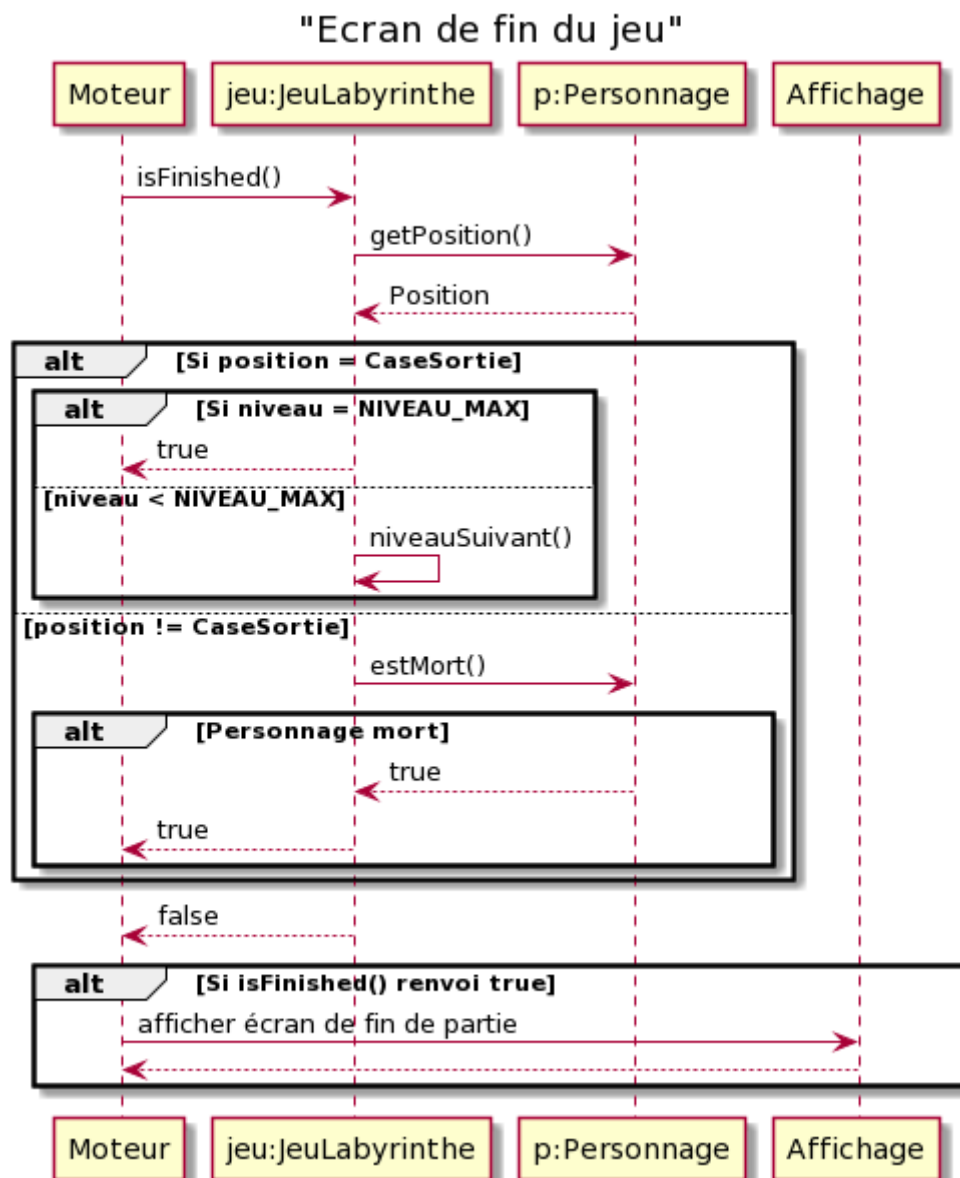 "Ecran de fin du jeu"
Moteur jeu:JeuLabyrinthe p:Personnage Affichage
isFinished()
getPosition()
Position
alt [Si position = CaseSortie]
alt [Si niveau = NIVEAU_MAX]
true
[niveau < NIVEAU_MAX]
niveauSuivant()
[position != CaseSortie]
estMort()
alt [Personnage mort]
true
true
false
alt [Si isFinished() renvoi true]
afficher écran de fin de partie
Moteur jeu:JeuLabyrinthe p:Personnage Affichage